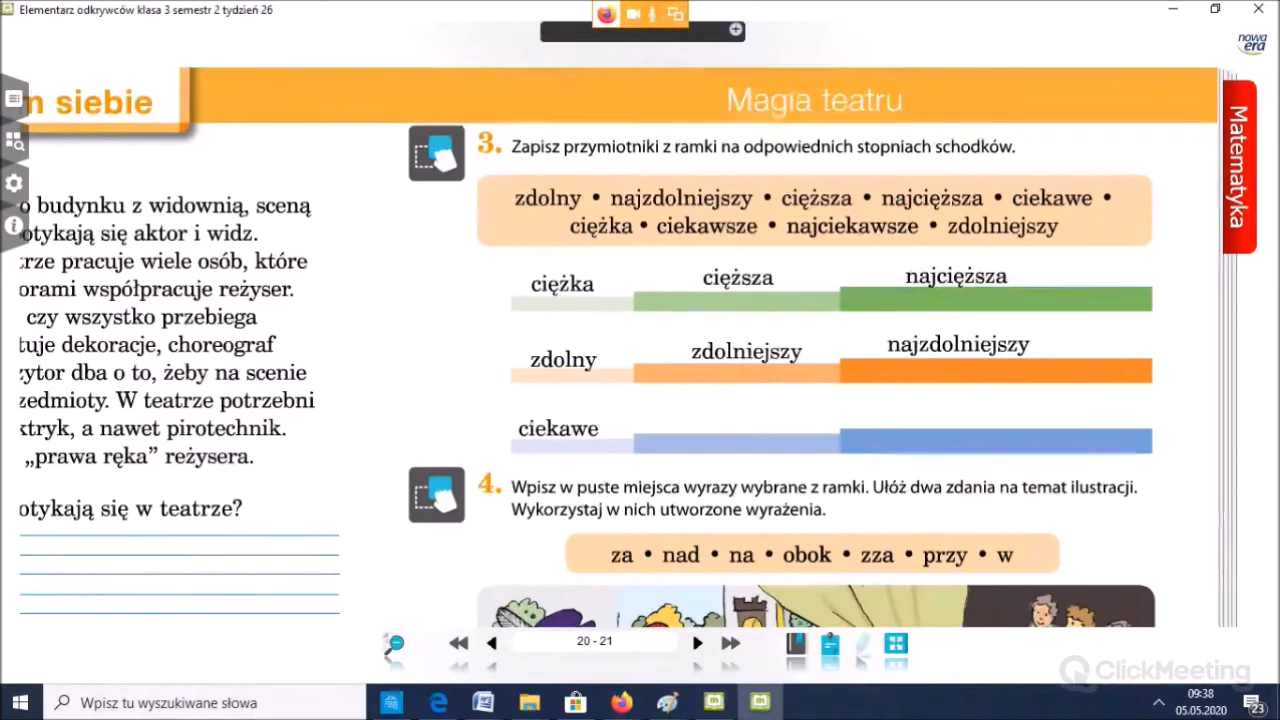 Elementarz odkrywców klasa 3 semestr 2 tydzień 26
nowa
era
m siebie
Magia teatru
Matematyka
o budynku z widownią, sceną
otykają się aktor i widz.
trze pracuje wiele osób, które
orami współpracuje reżyser.
czy wszystko przebiega
tuje dekoracje, choreograf
zytor dba o to, żeby na scenie
zedmioty. W teatrze potrzebni
ktryk, a nawet pirotechnik.
„prawa ręka” reżysera.
otykają się w teatrze?
3. Zapisz przymiotniki z ramki na odpowiednich stopniach schodków.
zdolny • najzdolniejszy • cięższa • najcięższa • ciekawe •
ciężka • ciekawsze • najciekawsze • zdolniejszy
ciężka cięższa najcięższa
zdolny zdolniejszy najzdolniejszy
ciekawe
4. Wpisz w puste miejsca wyrazy wybrane z ramki. Ułóż dwa zdania na temat ilustracji.
Wykorzystaj w nich utworzone wyrażenia.
za • nad • na • obok • zza • przy • w
20 - 21
ClickMeeting
Wpisz tu wyszukiwane słowa
09:38
05.05.2020
23